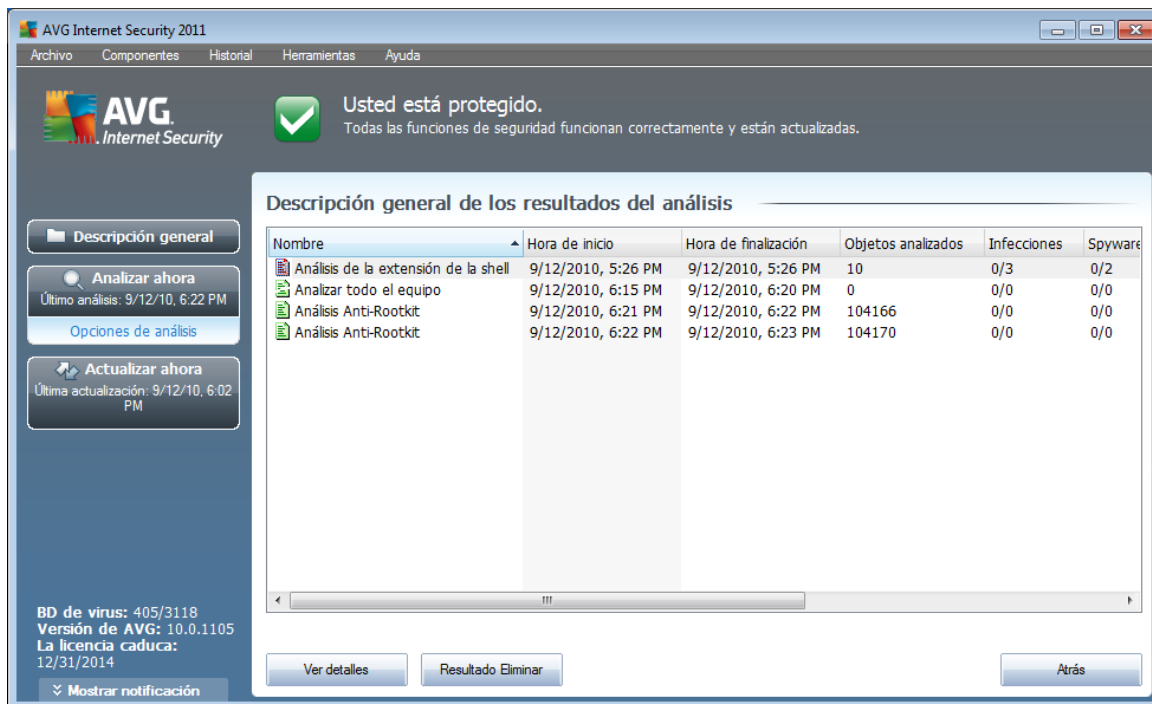 AVG Internet Security 2011
Archivo Componentes Historial Herramientas Ayuda
AVG.
Internet Security
Usted está protegido.
Todas las funciones de seguridad funcionan correctamente y están actualizadas.
Descripción general
Analizar ahora
Último análisis: 9/12/10, 6:22 PM
Opciones de análisis
Actualizar ahora
Última actualización: 9/12/10, 6:02
PM
Descripción general de los resultados del análisis
Nombre Hora de inicio Hora de finalización Objetos analizados Infecciones Spyware
Análisis de la extensión de la shell 9/12/2010, 5:26 PM 9/12/2010, 5:26 PM 10 0/3 0/2
Analizar todo el equipo 9/12/2010, 6:15 PM 9/12/2010, 6:20 PM 0 0/0 0/0
Análisis Anti-Rootkit 9/12/2010, 6:21 PM 9/12/2010, 6:22 PM 104166 0/0 0/0
Análisis Anti-Rootkit 9/12/2010, 6:22 PM 9/12/2010, 6:23 PM 104170 0/0 0/0
BD de virus: 405/3118
Versión de AVG: 10.0.1105
La licencia caduca:
12/31/2014
Mostrar notificación
Ver detalles Resultado Eliminar Atrás